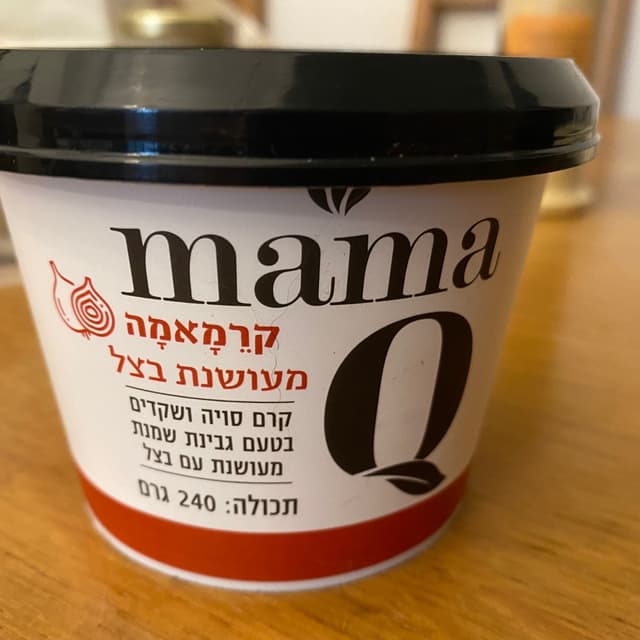 mama
Q
קרֵמָאמָה
מעושנת בצל
קרם סויה ושקדים
בטעם גבינת שמנת
מעושנת עם בצל
תכולה: 240 גרם